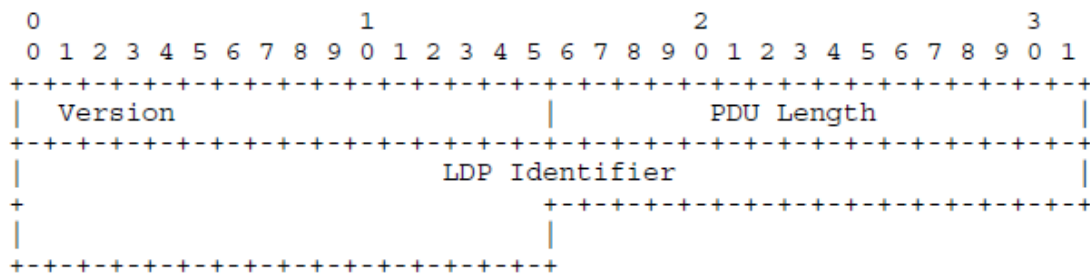 0                   1                   2                   3
 0 1 2 3 4 5 6 7 8 9 0 1 2 3 4 5 6 7 8 9 0 1 2 3 4 5 6 7 8 9 0 1
+-+-+-+-+-+-+-+-+-+-+-+-+-+-+-+-+-+-+-+-+-+-+-+-+-+-+-+-+-+-+-+-+
|  Version                      |         PDU Length            |
+-+-+-+-+-+-+-+-+-+-+-+-+-+-+-+-+-+-+-+-+-+-+-+-+-+-+-+-+-+-+-+-+
|                         LDP Identifier                        |
+                               +-+-+-+-+-+-+-+-+-+-+-+-+-+-+-+-+
|                               |
+-+-+-+-+-+-+-+-+-+-+-+-+-+-+-+-+